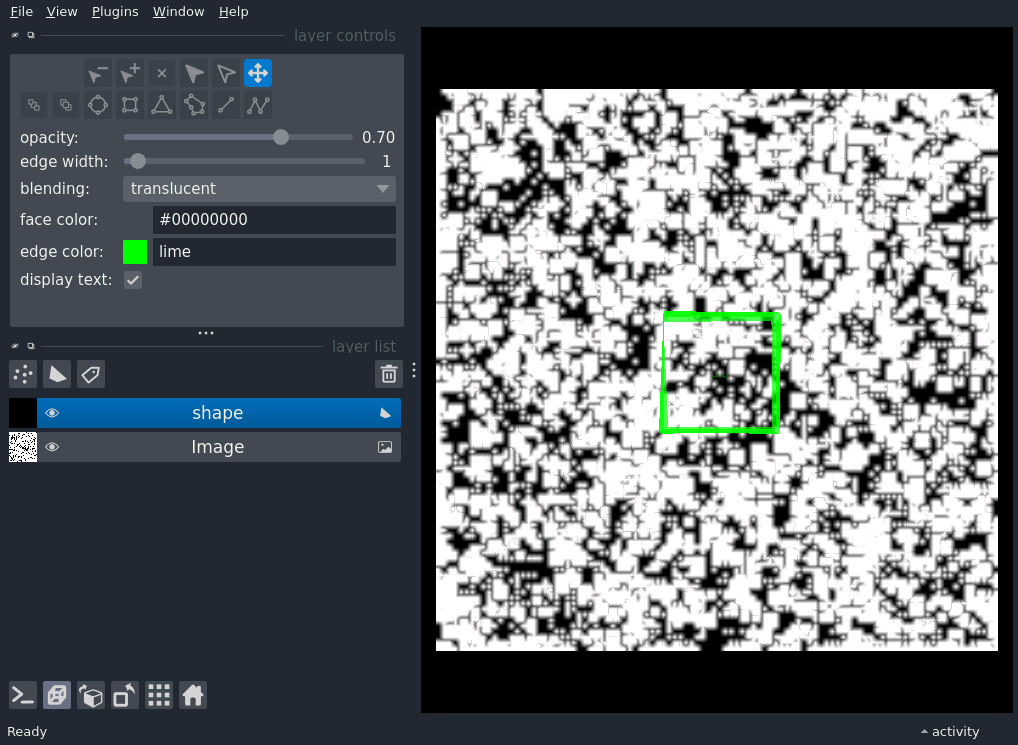 File View Plugins Window Help
layer controls
opacity: 0.70
edge width: 1
blending: translucent
face color: #00000000
edge color: lime
display text:
layer list
shape
Image
Ready
activity